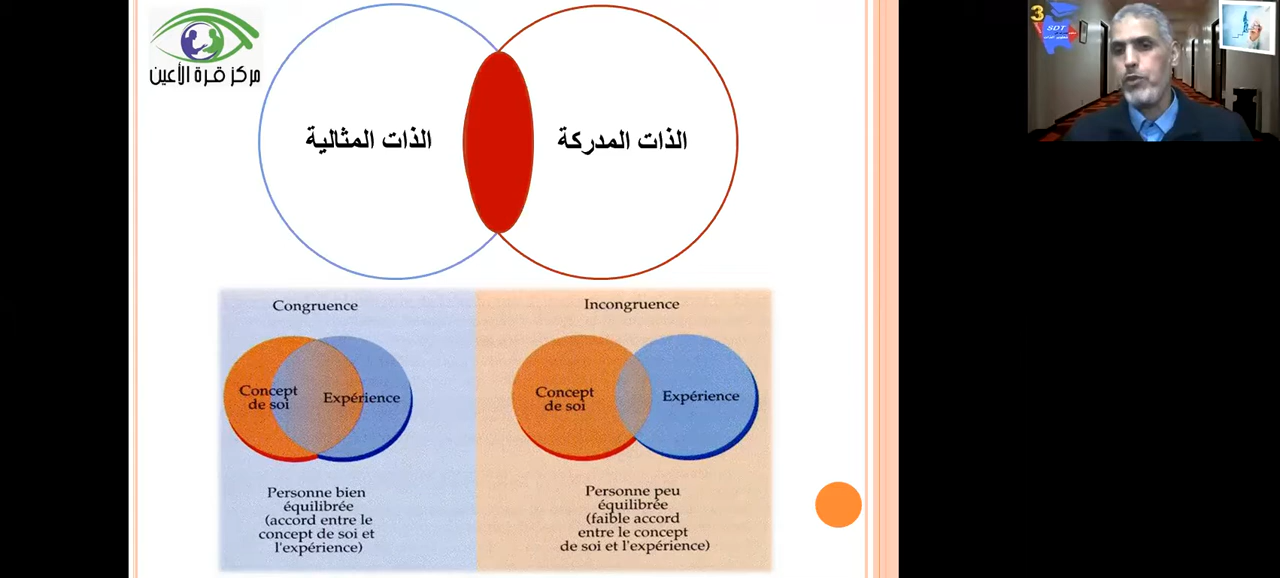 مركز قرة الأعين
الذات المثالية
الذات المدركة
3
SDT
Congruence
Concept
de soi
Expérience
Personne bien
équilibrée
(accord entre le
concept de soi et
l'expérience)
Incongruence
Concept
de soi
Expérience
Personne peu
équilibrée
(faible accord
entre le concept
de soi et l'expérience)